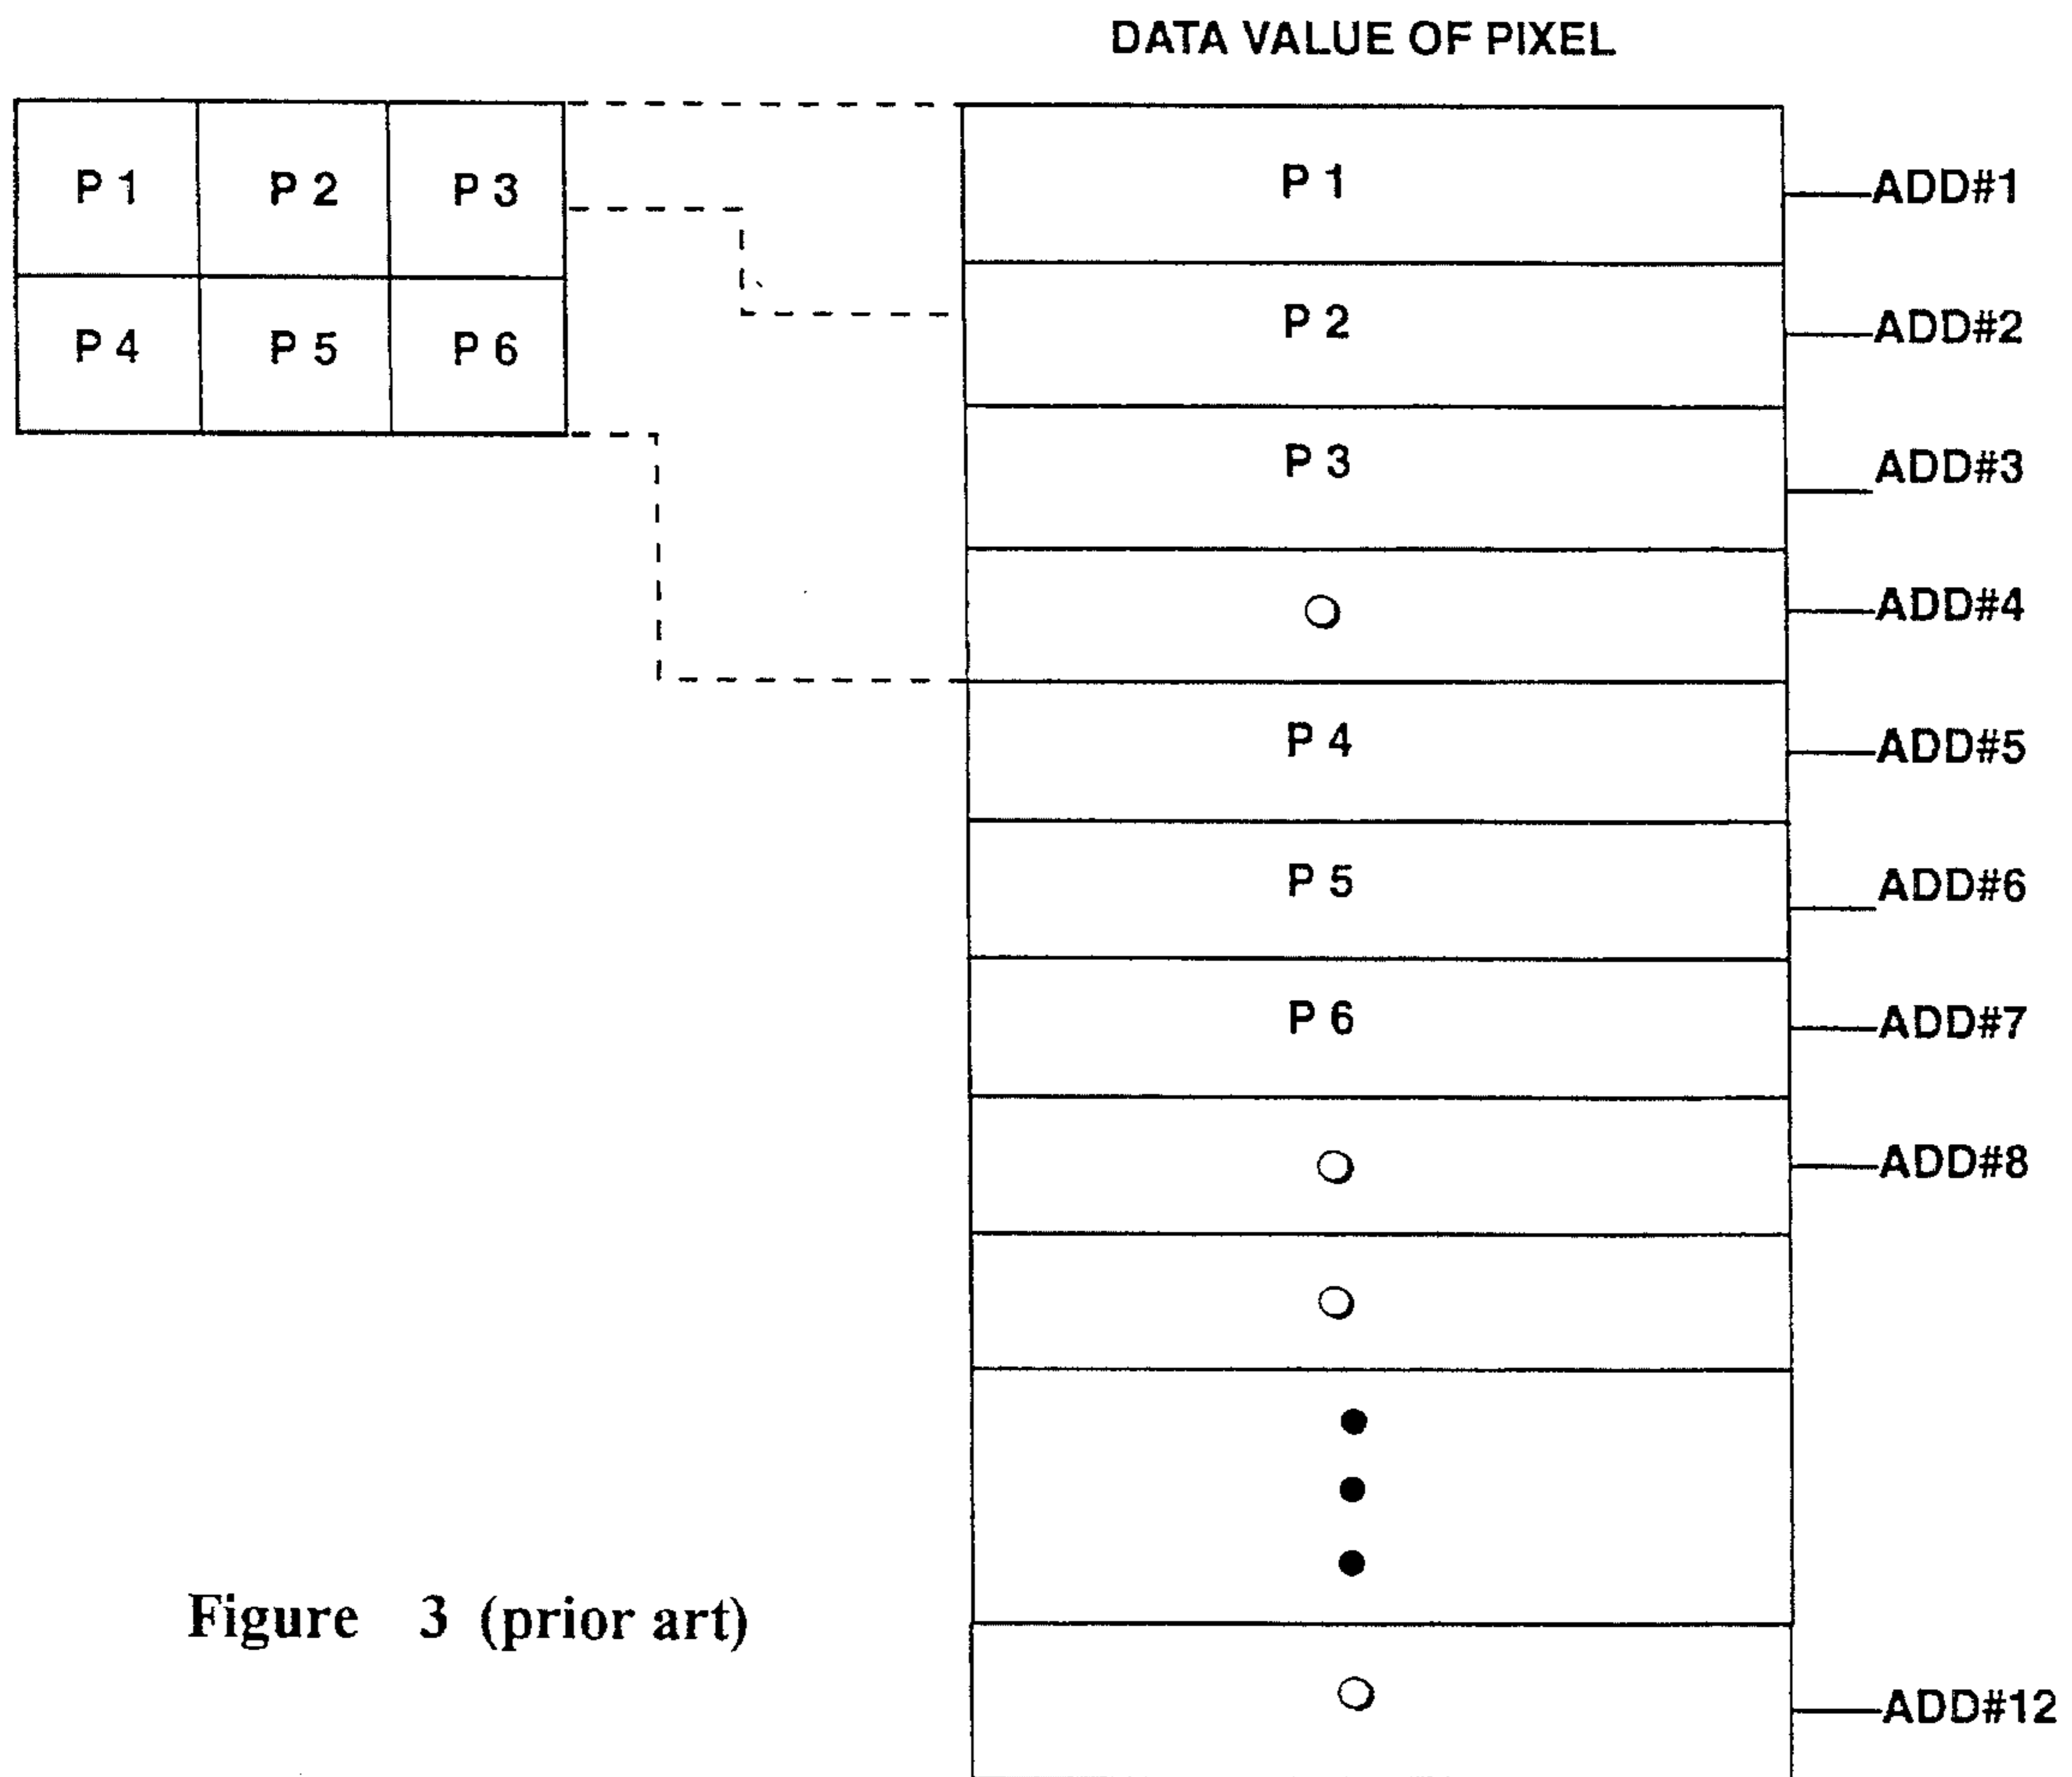 DATA VALUE OF PIXEL
P 1 P 2 P 3
P 4 P 5 P 6
P 1 ADD#1
P 2 ADD#2
P 3 ADD#3
O ADD#4
P 4 ADD#5
P 5 ADD#6
P 6 ADD#7
O ADD#8
O
O ADD#12
Figure 3 (prior art)